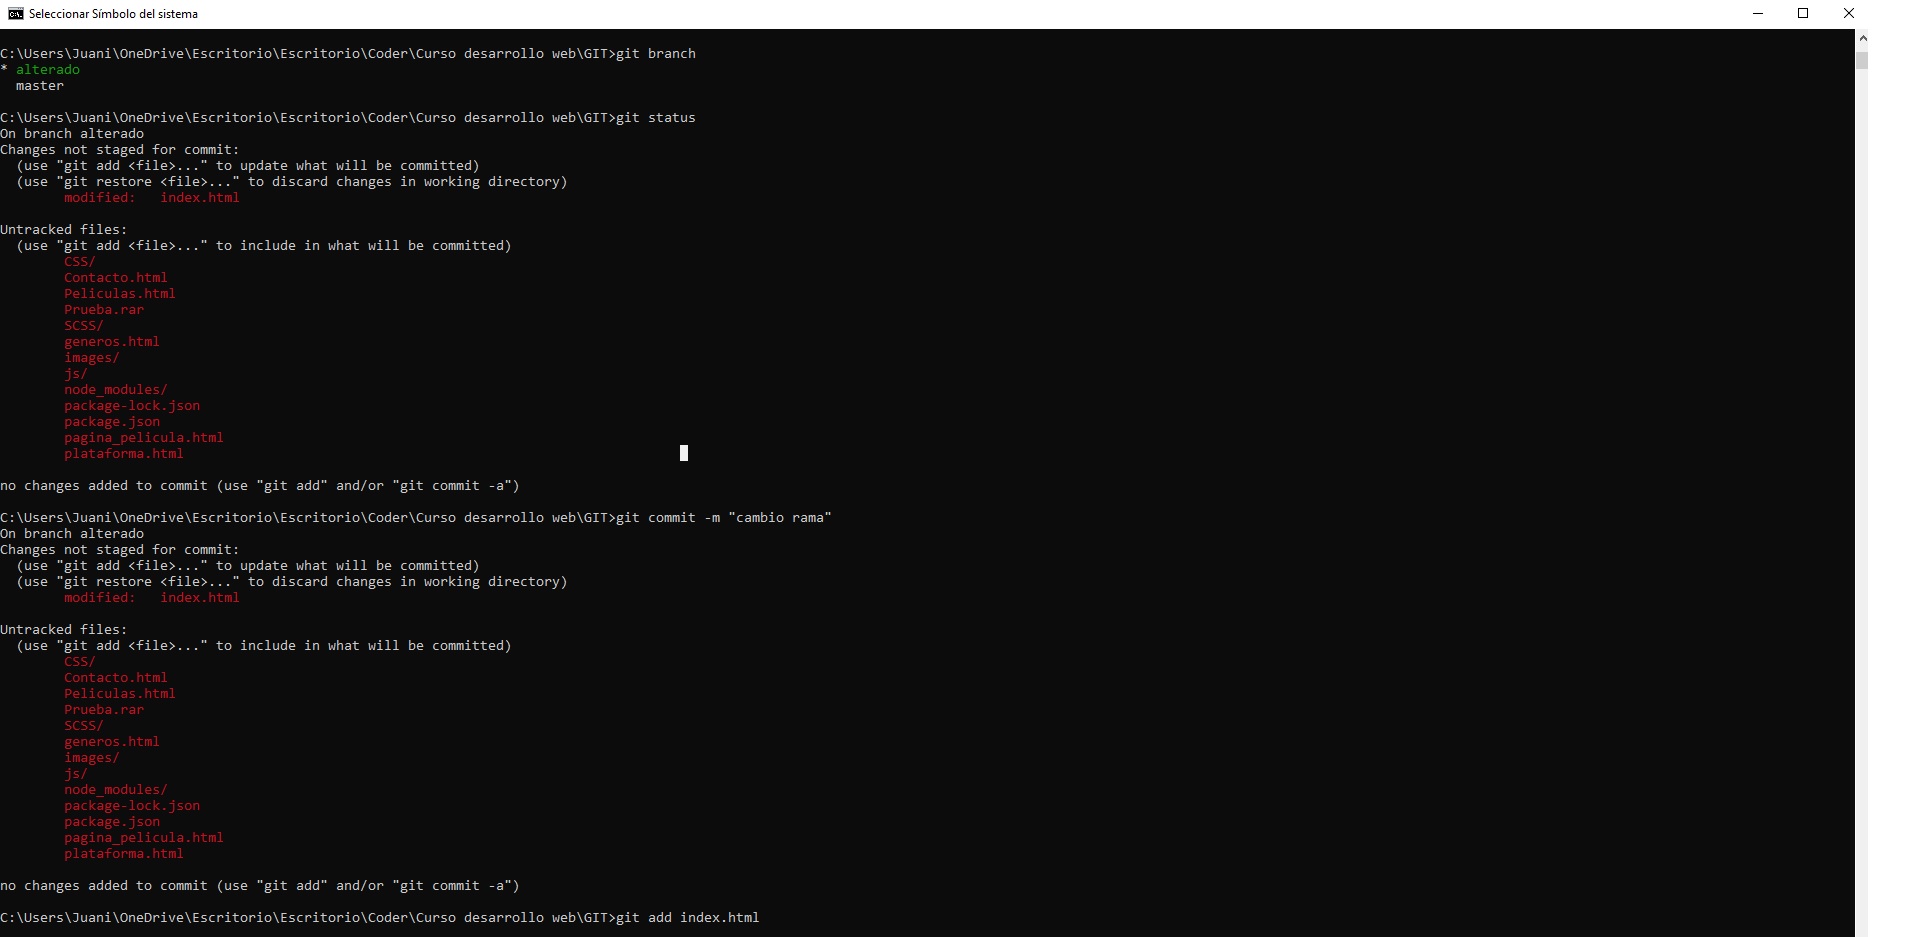 Seleccionar Símbolo del sistema
C:\Users\Juani\OneDrive\Escritorio\Escritorio\Coder\Curso desarrollo web\GIT>git branch
* alterado
  master
C:\Users\Juani\OneDrive\Escritorio\Escritorio\Coder\Curso desarrollo web\GIT>git status
On branch alterado
Changes not staged for commit:
  (use "git add <file>..." to update what will be committed)
  (use "git restore <file>..." to discard changes in working directory)
        modified:   index.html
Untracked files:
  (use "git add <file>..." to include in what will be committed)
        CSS/
        Contacto.html
        Peliculas.html
        Prueba.rar
        SCSS/
        generos.html
        images/
        js/
        node_modules/
        package-lock.json
        package.json
        pagina_pelicula.html
        plataforma.html
no changes added to commit (use "git add" and/or "git commit -a")
C:\Users\Juani\OneDrive\Escritorio\Escritorio\Coder\Curso desarrollo web\GIT>git commit -m "cambio rama"
On branch alterado
Changes not staged for commit:
  (use "git add <file>..." to update what will be committed)
  (use "git restore <file>..." to discard changes in working directory)
        modified:   index.html
Untracked files:
  (use "git add <file>..." to include in what will be committed)
        CSS/
        Contacto.html
        Peliculas.html
        Prueba.rar
        SCSS/
        generos.html
        images/
        js/
        node_modules/
        package-lock.json
        package.json
        pagina_pelicula.html
        plataforma.html
no changes added to commit (use "git add" and/or "git commit -a")
C:\Users\Juani\OneDrive\Escritorio\Escritorio\Coder\Curso desarrollo web\GIT>git add index.html